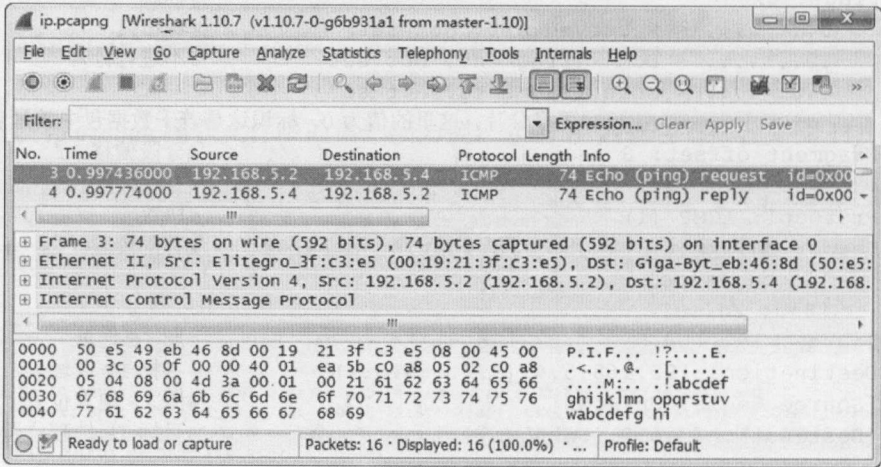 ip.pcapng [Wireshark 1.10.7 (v1.10.7-0-g6b931a1 from master-1.10)]
File Edit View Go Capture Analyze Statistics Telephony Tools Internals Help
Filter: Expression... Clear Apply Save
No. Time Source Destination Protocol Length Info
3 0.997436000 192.168.5.2 192.168.5.4 ICMP 74 Echo (ping) request id=0x00
4 0.997774000 192.168.5.4 192.168.5.2 ICMP 74 Echo (ping) reply id=0x00
Frame 3: 74 bytes on wire (592 bits), 74 bytes captured (592 bits) on interface 0
Ethernet II, Src: Elitegro_3f:c3:e5 (00:19:21:3f:c3:e5), Dst: Giga-Byt_eb:46:8d (50:e5:
Internet Protocol Version 4, Src: 192.168.5.2 (192.168.5.2), Dst: 192.168.5.4 (192.168.
Internet Control Message Protocol
0000 50 e5 49 eb 46 8d 00 19 21 3f c3 e5 08 00 45 00 P.I.F... !?....E.
0010 00 3c 05 0f 00 00 40 01 ea 5b c0 a8 05 02 c0 a8 .<....@. .[......
0020 05 04 08 00 4d 3a 00 01 00 21 61 62 63 64 65 66 ....M:.. .!abcdef
0030 67 68 69 6a 6b 6c 6d 6e 6f 70 71 72 73 74 75 76 ghijklmn opqrstuv
0040 77 61 62 63 64 65 66 67 68 69 wabcdefg hi
Ready to load or capture Packets: 16 · Displayed: 16 (100.0%) · ... Profile: Default